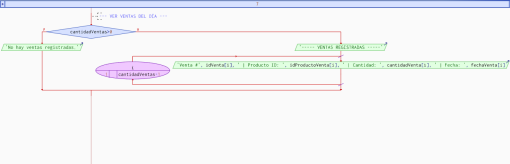 VER VENTAS DEL DIA
cantidadVentas>0
'No hay ventas registradas.'
'----- VENTAS REGISTRADAS -----'
i
cantidadVentas
'Venta #', idVenta[i], ' | Producto ID: ', idProductoVenta[i], ' | Cantidad: ', cantidadVenta[i], ' | Fecha: ', fechaVenta[i]